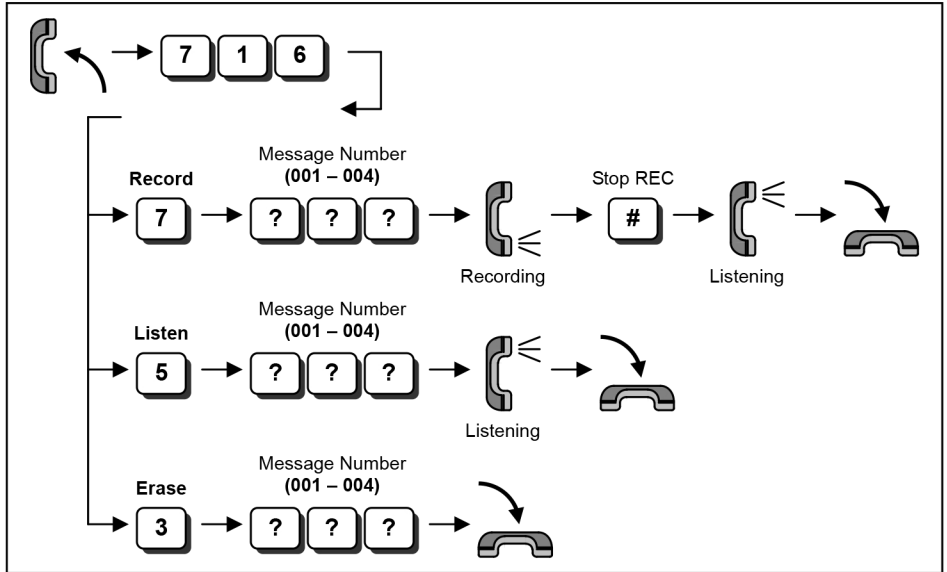 7 1 6
Message Number
(001 – 004)
Record
7 ? ? ?
Stop REC
#
Recording
Listening
Message Number
(001 – 004)
Listen
5 ? ? ?
Listening
Message Number
(001 – 004)
Erase
3 ? ? ?